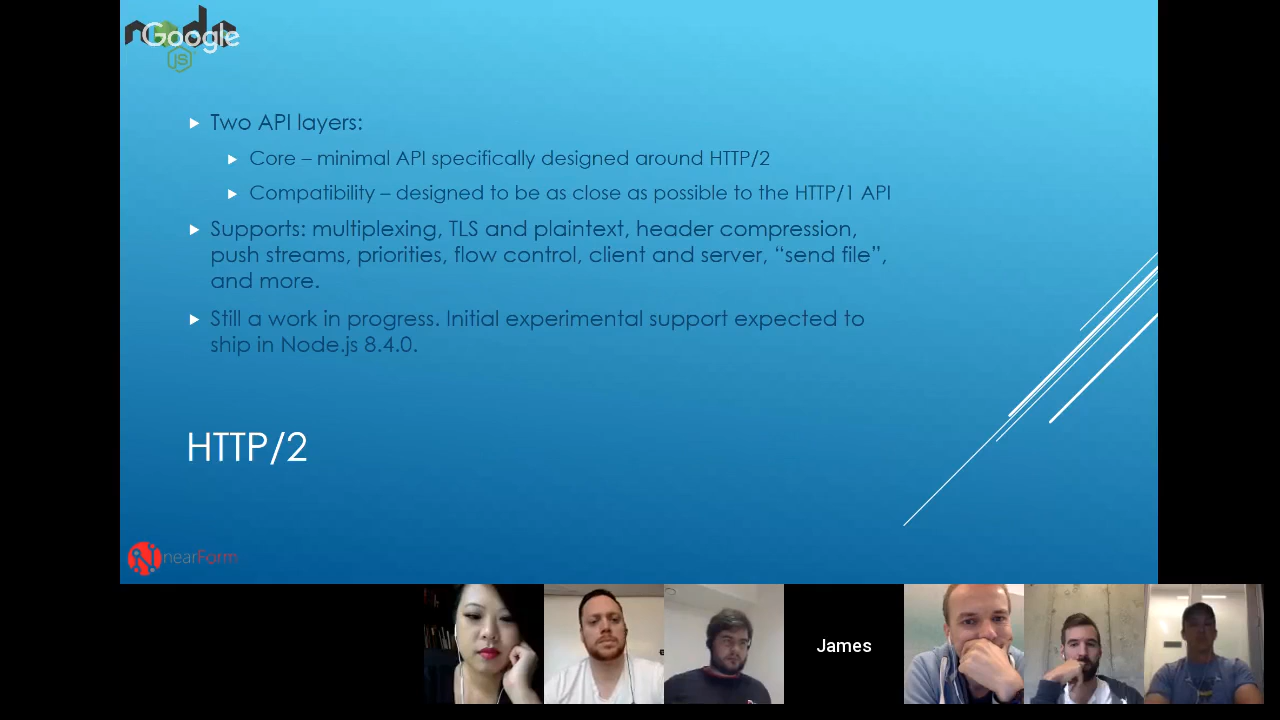 node
Google
JS
Two API layers:
Core – minimal API specifically designed around HTTP/2
Compatibility – designed to be as close as possible to the HTTP/1 API
Supports: multiplexing, TLS and plaintext, header compression,
push streams, priorities, flow control, client and server, “send file”,
and more.
Still a work in progress. Initial experimental support expected to
ship in Node.js 8.4.0.
HTTP/2
nearForm
James